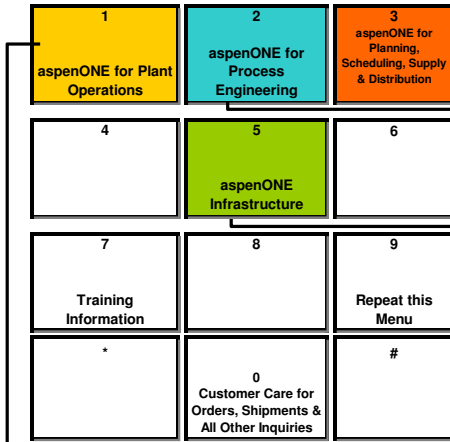 1
aspenONE for Plant
Operations
2
aspenONE for
Process
Engineering
3
aspenONE for
Planning,
Scheduling, Supply
& Distribution
4
5
aspenONE
Infrastructure
6
7
Training
Information
8
9
Repeat this
Menu
*
0
Customer Care for
Orders, Shipments &
All Other Inquiries
#